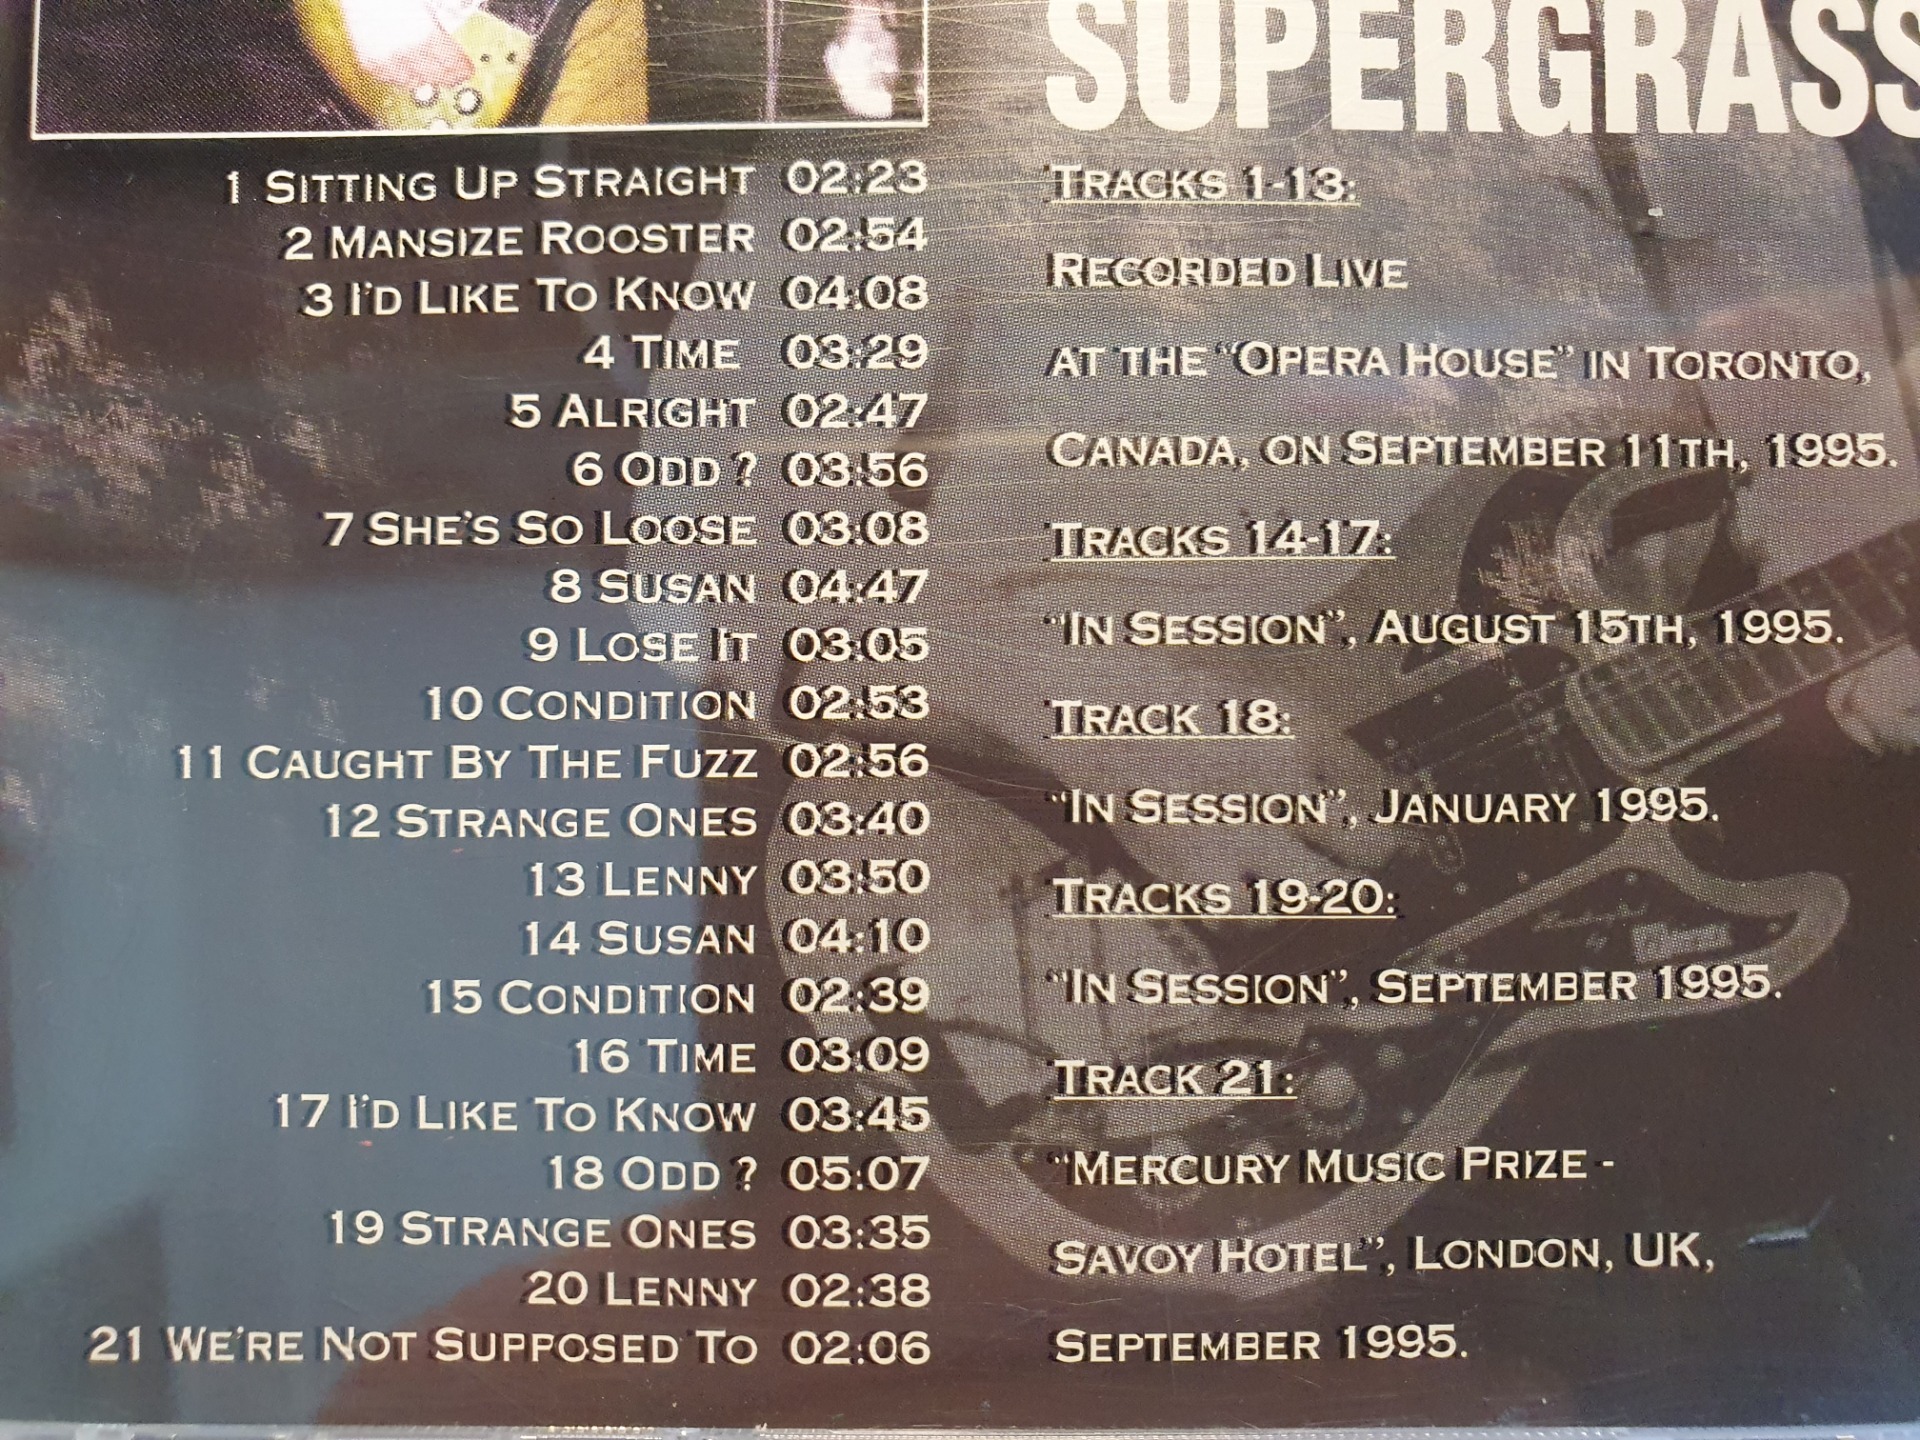 SUPERGRASS
1 SITTING UP STRAIGHT 02:23
2 MANSIZE ROOSTER 02:54
3 I'D LIKE TO KNOW 04:08
4 TIME 03:29
5 ALRIGHT 02:47
6 ODD ? 03:56
7 SHE'S SO LOOSE 03:08
8 SUSAN 04:47
9 LOSE IT 03:05
10 CONDITION 02:53
11 CAUGHT BY THE FUZZ 02:56
12 STRANGE ONES 03:40
13 LENNY 03:50
14 SUSAN 04:10
15 CONDITION 02:39
16 TIME 03:09
17 I'D LIKE TO KNOW 03:45
18 ODD ? 05:07
19 STRANGE ONES 03:35
20 LENNY 02:38
21 WE'RE NOT SUPPOSED TO 02:06
TRACKS 1-13:
RECORDED LIVE
AT THE "OPERA HOUSE" IN TORONTO,
CANADA, ON SEPTEMBER 11TH, 1995.
TRACKS 14-17:
"IN SESSION", AUGUST 15TH, 1995.
TRACK 18:
"IN SESSION", JANUARY 1995.
TRACKS 19-20:
"IN SESSION", SEPTEMBER 1995.
TRACK 21:
"MERCURY MUSIC PRIZE -
SAVOY HOTEL", LONDON, UK,
SEPTEMBER 1995.